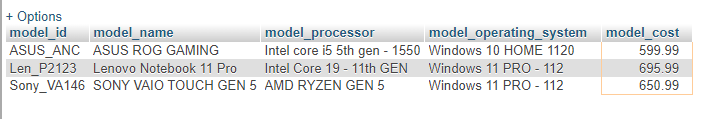 + Options
model_id model_name model_processor model_operating_system model_cost
ASUS_ANC ASUS ROG GAMING Intel core i5 5th gen - 1550 Windows 10 HOME 1120 599.99
Len_P2123 Lenovo Notebook 11 Pro Intel Core 19 - 11th GEN Windows 11 PRO - 112 695.99
Sony_VA146 SONY VAIO TOUCH GEN 5 AMD RYZEN GEN 5 Windows 11 PRO - 112 650.99